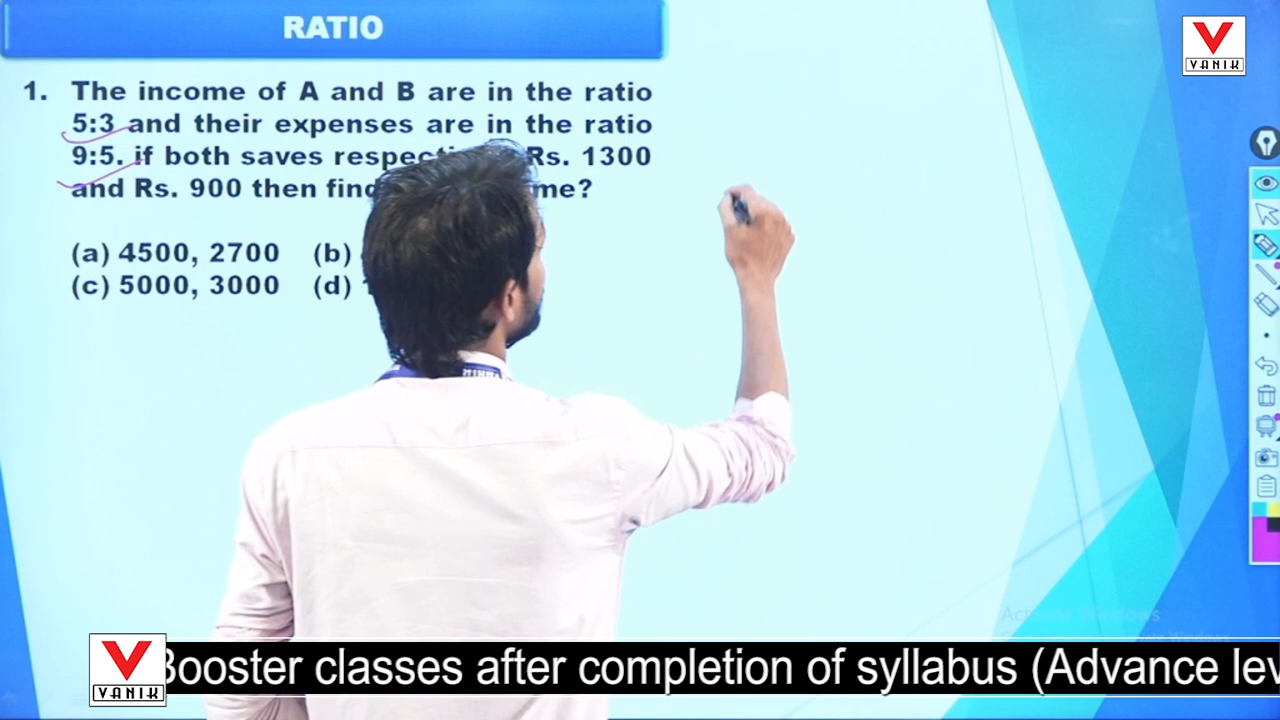 RATIO
VANIK
1. The income of A and B are in the ratio
5:3 and their expenses are in the ratio
9:5. if both saves Rs. 1300
and Rs. 900 then find
(a) 4500, 2700 (b)
(c) 5000, 3000 (d)
Activate Windows
VANIK
Booster classes after completion of syllabus (Advance lev